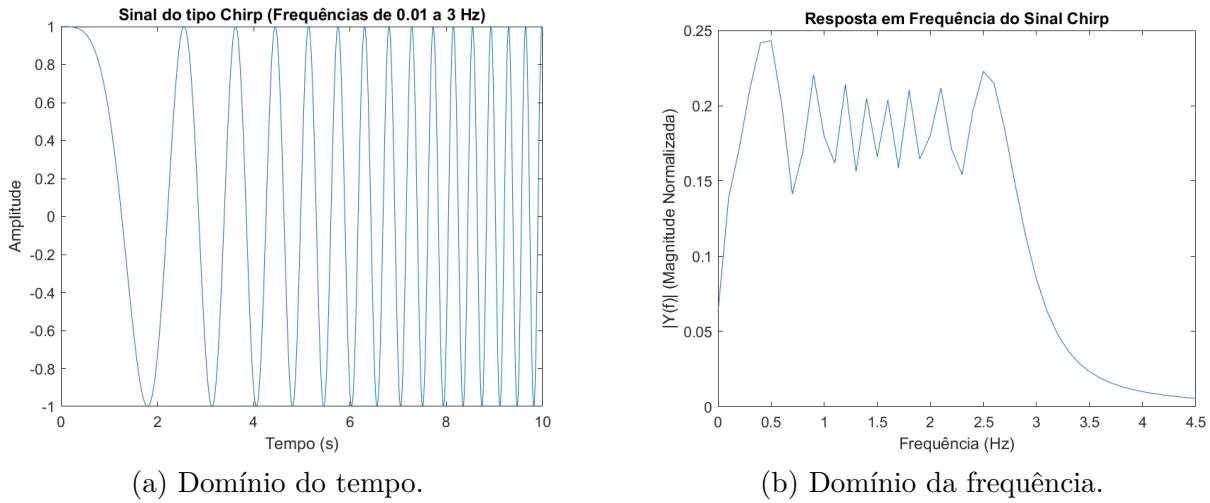 Sinal do tipo Chirp (Frequências de 0.01 a 3 Hz)
1
0.8
0.6
0.4
0.2
0
-0.2
-0.4
-0.6
-0.8
-1
Amplitude
0 2 4 6 8 10
Tempo (s)
(a) Domínio do tempo.
Resposta em Frequência do Sinal Chirp
0.25
0.2
0.15
0.1
0.05
0
|Y(f)| (Magnitude Normalizada)
0 0.5 1 1.5 2 2.5 3 3.5 4 4.5
Frequência (Hz)
(b) Domínio da frequência.